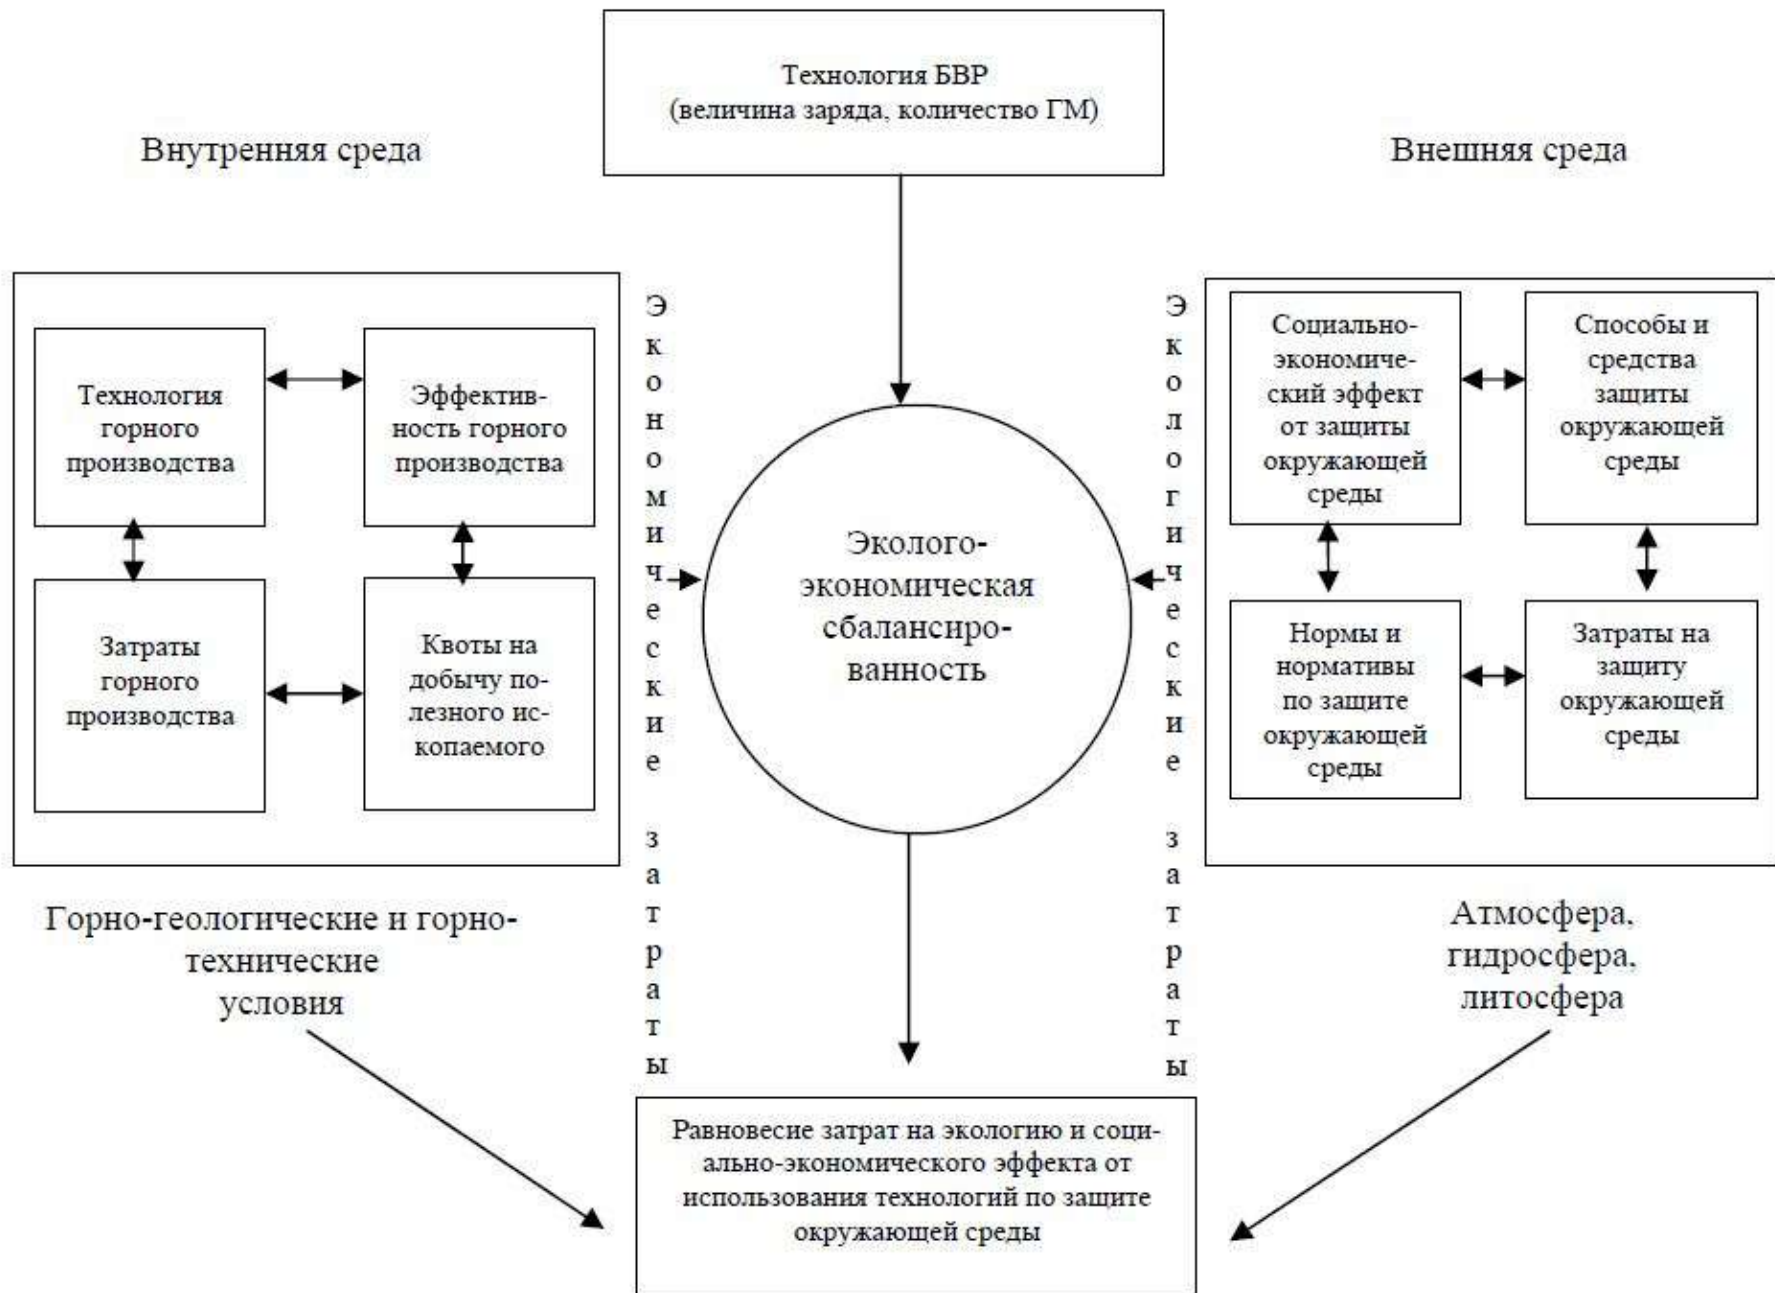 Технология БВР
(величина заряда, количество ГМ)
Внутренняя среда
Внешняя среда
Технология
горного
производства
Эффектив-
ность горного
производства
Затраты
горного
производства
Квоты на
добычу по-
лезного ис-
копаемого
Экономические затраты
Эколого-
экономическая
сбалансиро-
ванность
Экологические затраты
Социально-
экономиче-
ский эффект
от защиты
окружающей
среды
Способы и
средства
защиты
окружающей
среды
Нормы и
нормативы
по защите
окружающей
среды
Затраты на
защиту
окружающей
среды
Горно-геологические и горно-
технические
условия
Атмосфера,
гидросфера,
литосфера
Равновесие затрат на экологию и соци-
ально-экономического эффекта от
использования технологий по защите
окружающей среды